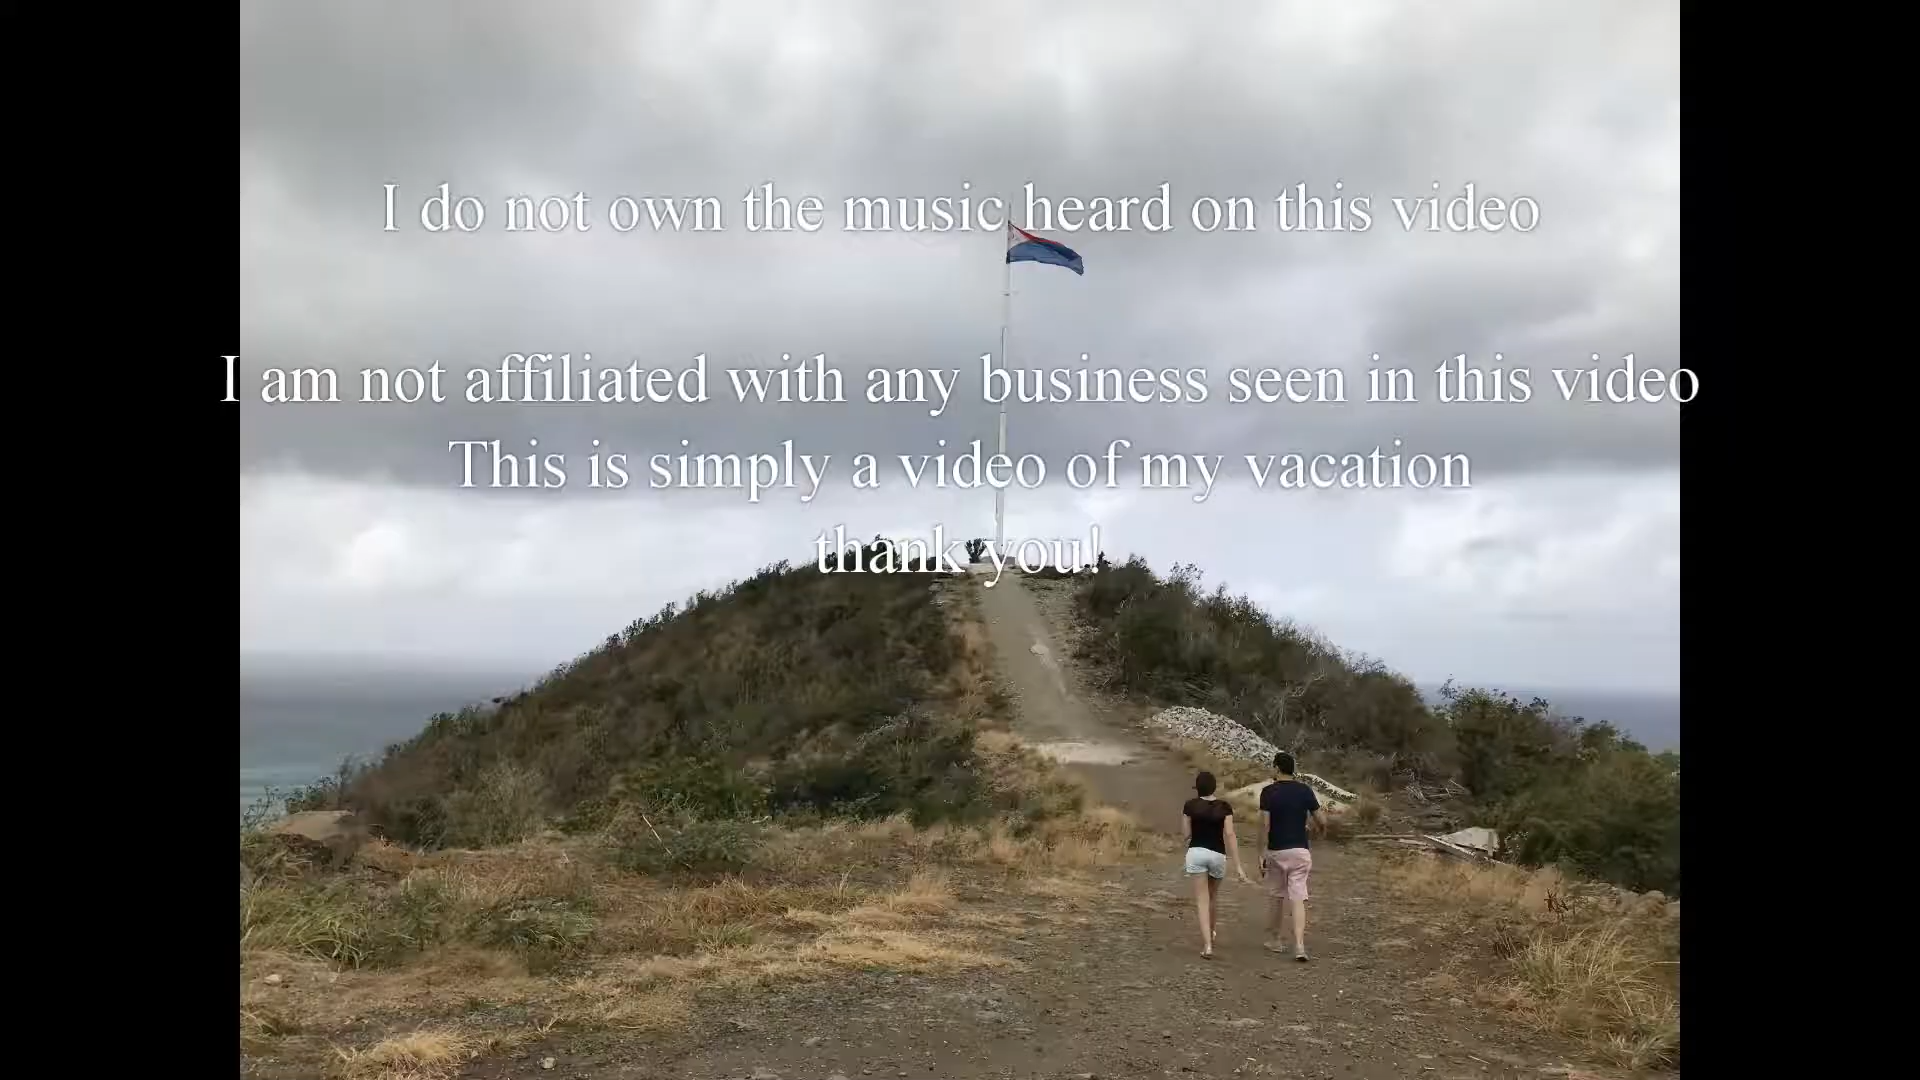 I do not own the music heard on this video
I am not affiliated with any business seen in this video
This is simply a video of my vacation
thank you!